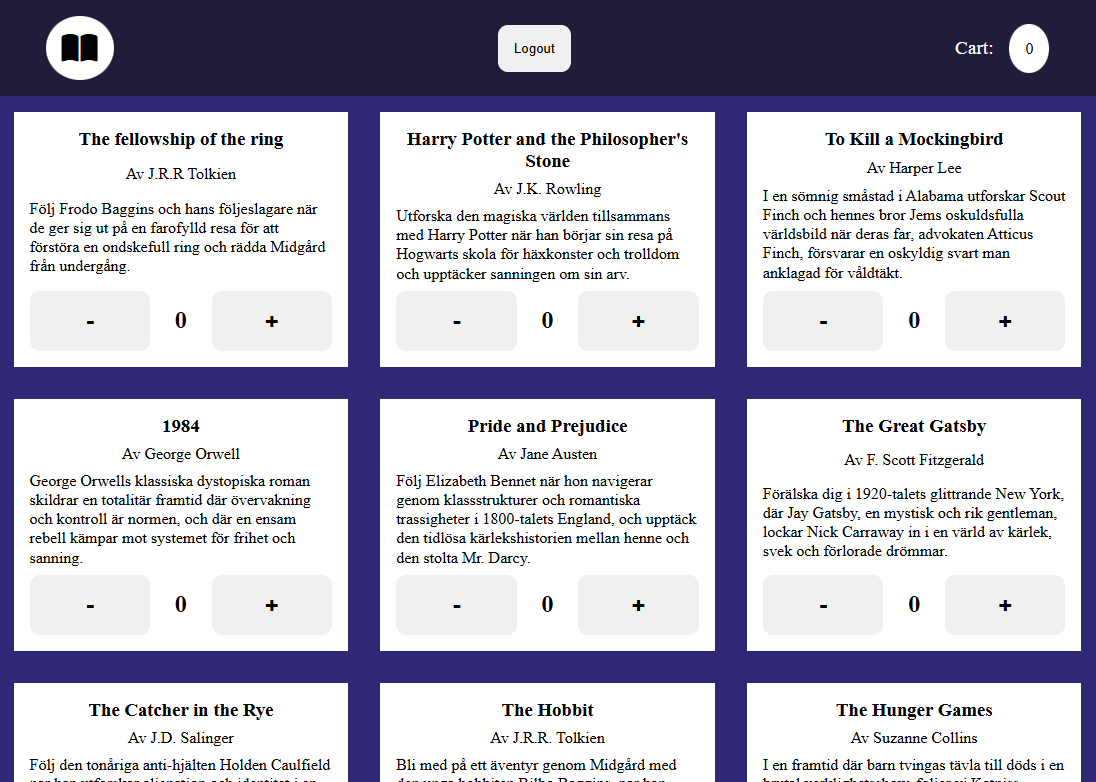 Logout
Cart: 0
The fellowship of the ring
Av J.R.R Tolkien
Följ Frodo Baggins och hans följeslagare när
de ger sig ut på en farofylld resa för att
förstöra en ondskefull ring och rädda Midgård
från undergång.
- 0 +
Harry Potter and the Philosopher's
Stone
Av J.K. Rowling
Utforska den magiska världen tillsammans
med Harry Potter när han börjar sin resa på
Hogwarts skola för häxkonster och trolldom
och upptäcker sanningen om sin arv.
- 0 +
To Kill a Mockingbird
Av Harper Lee
I en sömnig småstad i Alabama utforskar Scout
Finch och hennes bror Jems oskuldsfulla
världsbild när deras far, advokaten Atticus
Finch, försvarar en oskyldig svart man
anklagad för våldtäkt.
- 0 +
1984
Av George Orwell
George Orwells klassiska dystopiska roman
skildrar en totalitär framtid där övervakning
och kontroll är normen, och där en ensam
rebell kämpar mot systemet för frihet och
sanning.
- 0 +
Pride and Prejudice
Av Jane Austen
Följ Elizabeth Bennet när hon navigerar
genom klassstrukturer och romantiska
trassigheter i 1800-talets England, och upptäck
den tidlösa kärlekshistorien mellan henne och
den stolta Mr. Darcy.
- 0 +
The Great Gatsby
Av F. Scott Fitzgerald
Förälska dig i 1920-talets glittrande New York,
där Jay Gatsby, en mystisk och rik gentleman,
lockar Nick Carraway in i en värld av kärlek,
svek och förlorade drömmar.
- 0 +
The Catcher in the Rye
Av J.D. Salinger
Följ den tonåriga anti-hjälten Holden Caulfield
The Hobbit
Av J.R.R. Tolkien
Bli med på ett äventyr genom Midgård med
The Hunger Games
Av Suzanne Collins
I en framtid där barn tvingas tävla till döds i en